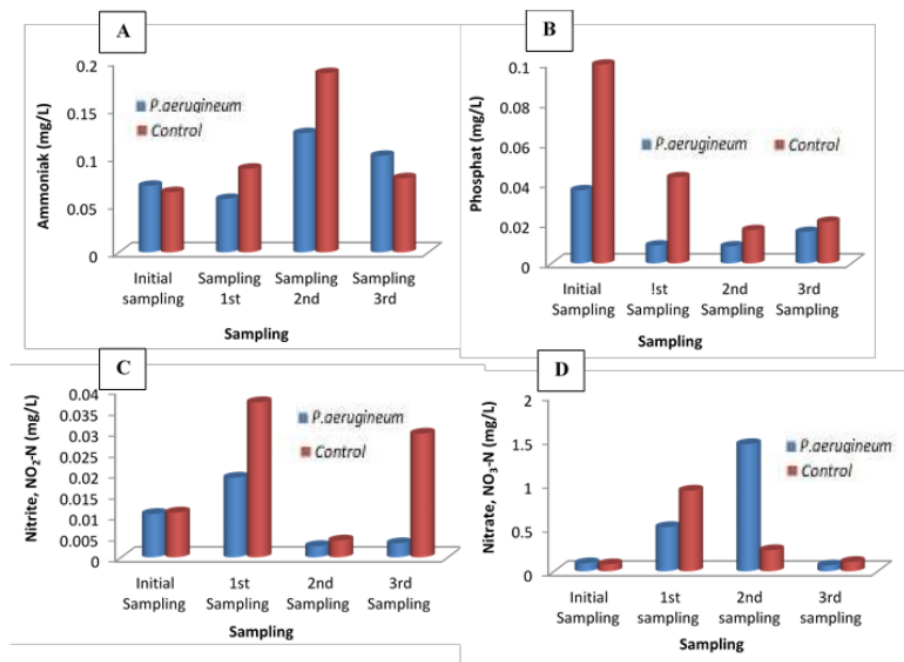 A
Ammoniak (mg/L)
0.2
0.15
0.1
0.05
0
P.aerugineum
Control
Initial Sampling Sampling Sampling
sampling 1st 2nd 3rd
Sampling
B
Phosphat (mg/L)
0.1
0.08
0.06
0.04
0.02
0
P.aerugineum Control
Initial !st 2nd 3rd
Sampling Sampling Sampling Sampling
Sampling
C
Nitrite, NO₂-N (mg/L)
0.04
0.035
0.03
0.025
0.02
0.015
0.01
0.005
0
P.aerugineum
Control
Initial 1st 2nd 3rd
Sampling Sampling Sampling Sampling
Sampling
D
Nitrate, NO₃-N (mg/L)
2
1.5
1
0.5
0
P.aerugineum
Control
Initial 1st 2nd 3rd
Sampling sampling Sampling sampling
Sampling